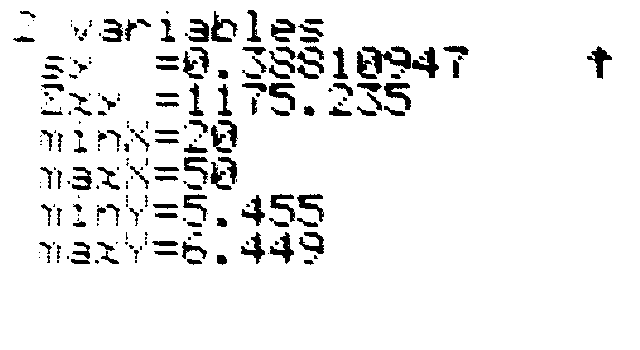 2 variables
sy =0.38810947 ↑
Σxy =1175.235
minX=20
maxX=50
minY=5.455
maxY=6.449